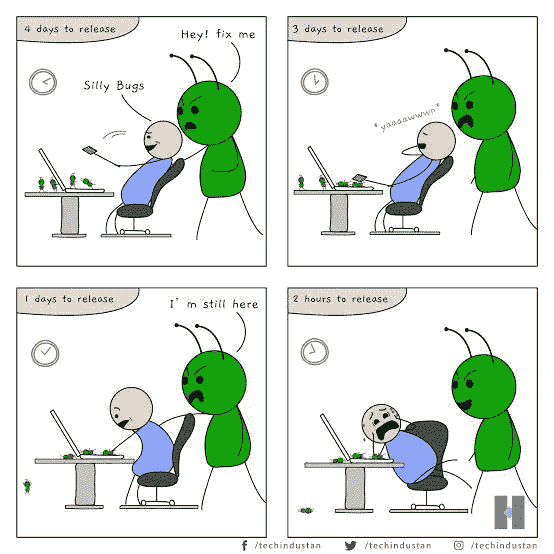 4 days to release
Hey! fix me
Silly Bugs
3 days to release
*yaaaawwwn*
1 days to release
I'm still here
2 hours to release
/techindustan
/techindustan
/techindustan